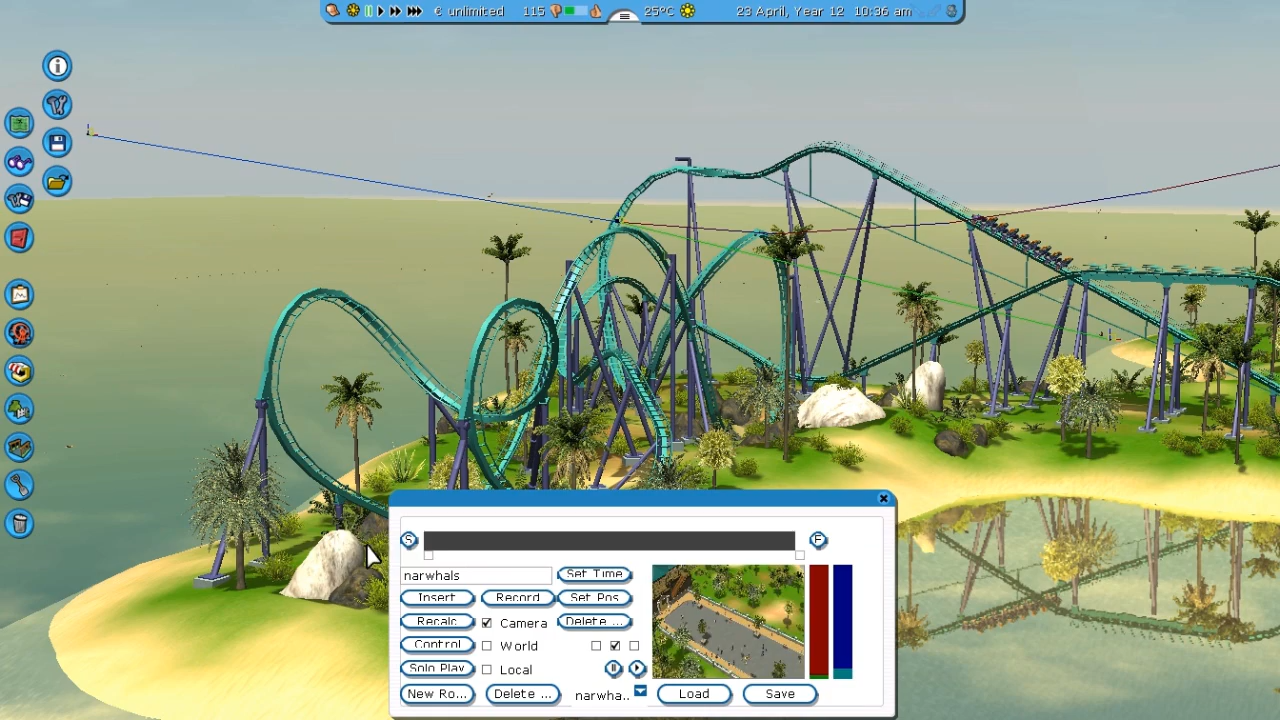 € unlimited 115 25°C 23 April, Year 12 10:36 am
S F
narwhals Set Time
Insert Record Set Pos
Recalc Camera Delete ...
Control World
Solo Play Local
New Ro... Delete ... narwha.. Load Save